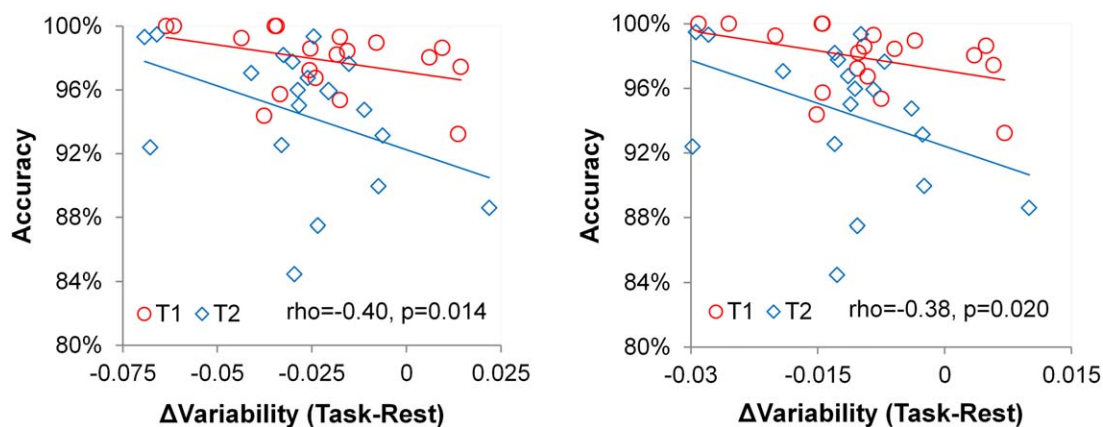 100%
96%
92%
88%
84%
80%
Accuracy
T1 T2 rho=-0.40, p=0.014
-0.075 -0.05 -0.025 0 0.025
ΔVariability (Task-Rest)
100%
96%
92%
88%
84%
80%
Accuracy
T1 T2 rho=-0.38, p=0.020
-0.03 -0.015 0 0.015
ΔVariability (Task-Rest)